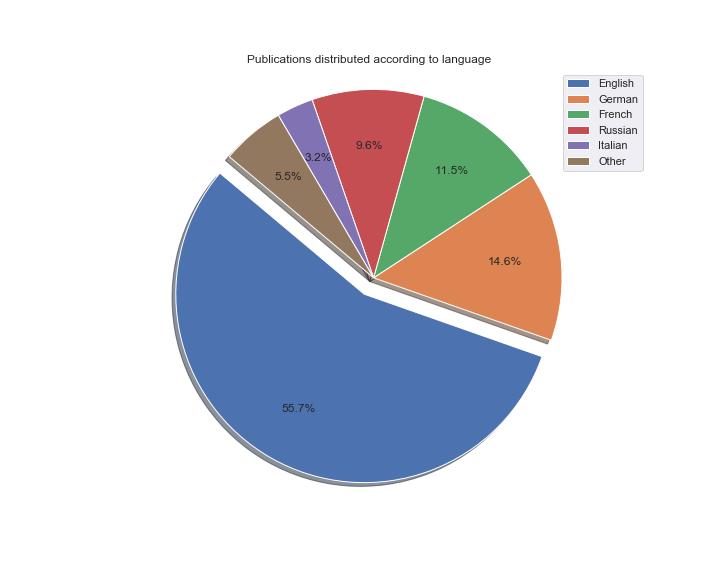 Publications distributed according to language
English
German
French
Russian
Italian
Other
9.6%
3.2%
11.5%
5.5%
14.6%
55.7%